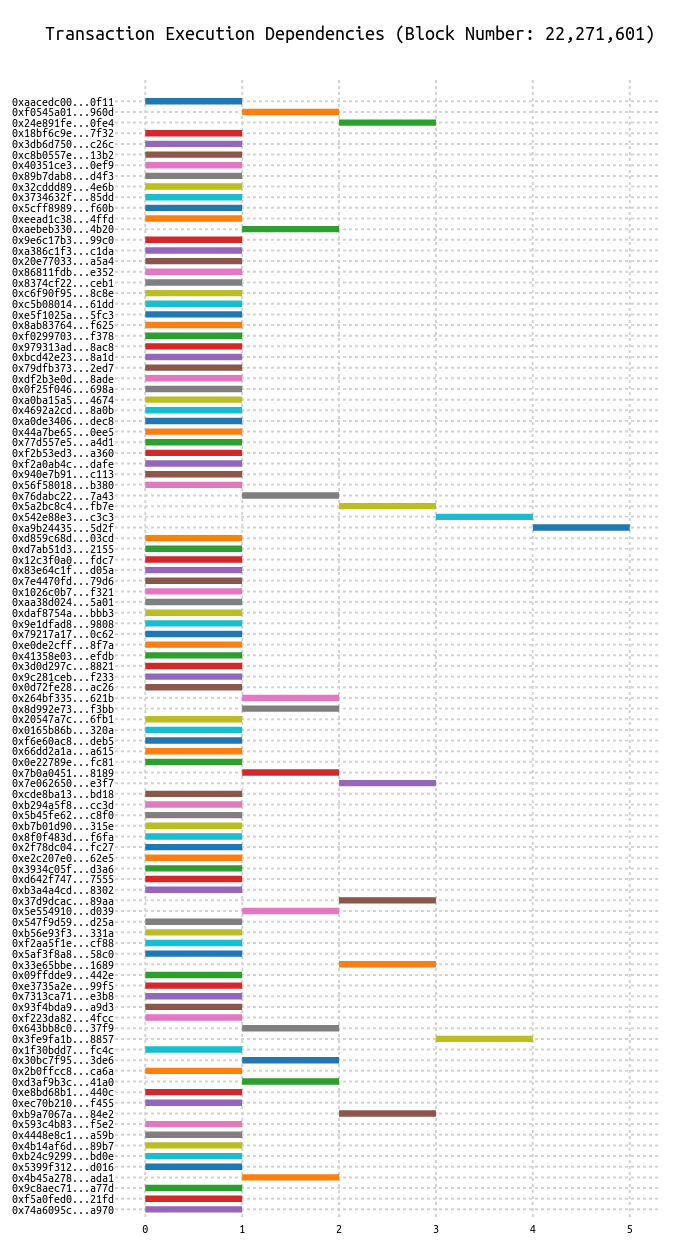 Transaction Execution Dependencies (Block Number: 22,271,601)
0xaacedc00...0f11
0xf0545a01...960d
0x24e891fe...0fe4
0x18bf6c9e...7f32
0x3db6d750...c26c
0xc8b0557e...13b2
0x40351ce3...0ef9
0x89b7dab8...d4f3
0x32cddd89...4e6b
0x3734632f...85dd
0x5cff8989...f60b
0xeead1c38...4ffd
0xaebeb330...4b20
0x9e6c17b3...99c0
0xa386c1f3...c1da
0x20e77033...a5a4
0x86811fdb...e352
0x8374cf22...ceb1
0xc6f90f95...8c8e
0xc5b08014...61dd
0xe5f1025a...5fc3
0x8ab83764...f625
0xf0299703...f378
0x979313ad...8ac8
0xbcd42e23...8a1d
0x79dfb373...2ed7
0xdf2b3e0d...8ade
0x0f25f046...698a
0xa0ba15a5...4674
0x4692a2cd...8a0b
0xa0de3406...dec8
0x44a7be65...0ee5
0x77d557e5...a4d1
0xf2b53ed3...a360
0xf2a0ab4c...dafe
0x940e7b91...c113
0x56f58018...b380
0x76dabc22...7a43
0x5a2bc8c4...fb7e
0x542e88e3...c3c3
0xa9b24435...5d2f
0xd859c68d...03cd
0xd7ab51d3...2155
0x12c3f0a0...fdc7
0x83e64c1f...d05a
0x7e4470fd...79d6
0x1026c0b7...f321
0xaa38d024...5a01
0xdaf8754a...bbb3
0x9e1dfad8...9808
0x79217a17...0c62
0xe0de2cff...8f7a
0x41358e03...efdb
0x3d0d297c...8821
0x9c281ceb...f233
0x0d72fe28...ac26
0x264bf335...621b
0x8d992e73...f3bb
0x20547a7c...6fb1
0x0165b86b...320a
0xf6e60ac8...deb5
0x66dd2a1a...a615
0x0e22789e...fc81
0x7b0a0451...8189
0x7e062650...e3f7
0xcde8ba13...bd18
0xb294a5f8...cc3d
0x5b45fe62...c8f0
0xb7b01d90...315e
0x8f0f483d...f6fa
0x2f78dc04...fc27
0xe2c207e0...62e5
0x3934c05f...d3a6
0xd642f747...7555
0xb3a4a4cd...8302
0x37d9dcac...89aa
0x5e554910...d039
0x547f9d59...d25a
0xb56e93f3...331a
0xf2aa5f1e...cf88
0x5af3f8a8...58c0
0x33e65bbe...1689
0x09ffdde9...442e
0xe3735a2e...99f5
0x7313ca71...e3b8
0x93f4bda9...a9d3
0xf223da82...4fcc
0x643bb8c0...37f9
0x3fe9fa1b...8857
0x1f30bdd7...fc4c
0x30bc7f95...3de6
0x2b0ffcc8...ca6a
0xd3af9b3c...41a0
0xe8bd68b1...440c
0xec70b210...f455
0xb9a7067a...84e2
0x593c4b83...f5e2
0x4448e8c1...a59b
0x4b14af6d...89b7
0xb24c9299...bd0e
0x5399f312...d016
0x4b45a278...ada1
0x9c8aec71...a77d
0xf5a0fed0...21fd
0x74a6095c...a970
0 1 2 3 4 5